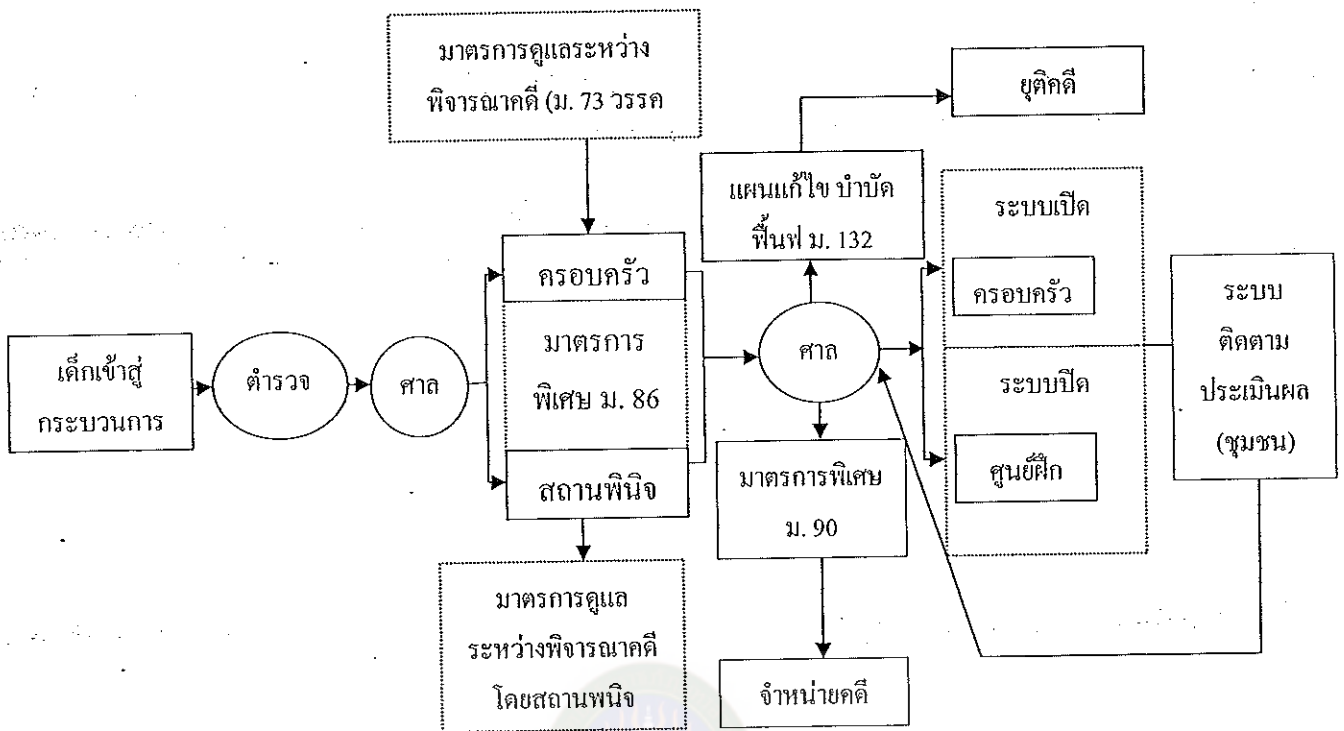 มาตรการดูแลระหว่าง
พิจารณาคดี (ม. 73 วรรค
ยุติคดี
แผนแก้ไข บำบัด
ฟื้นฟ ม. 132
ระบบเปิด
ครอบครัว
ครอบครัว
มาตรการ
พิเศษ ม. 86
สถานพินิจ
เด็กเข้าสู่
กระบวนการ
ตำรวจ
ศาล
ศาล
ระบบปิด
ศูนย์ฝึก
ระบบ
ติดตาม
ประเมินผล
(ชุมชน)
มาตรการพิเศษ
ม. 90
มาตรการดูแล
ระหว่างพิจารณาคดี
โดยสถานพนิจ
จำหน่ายคดี